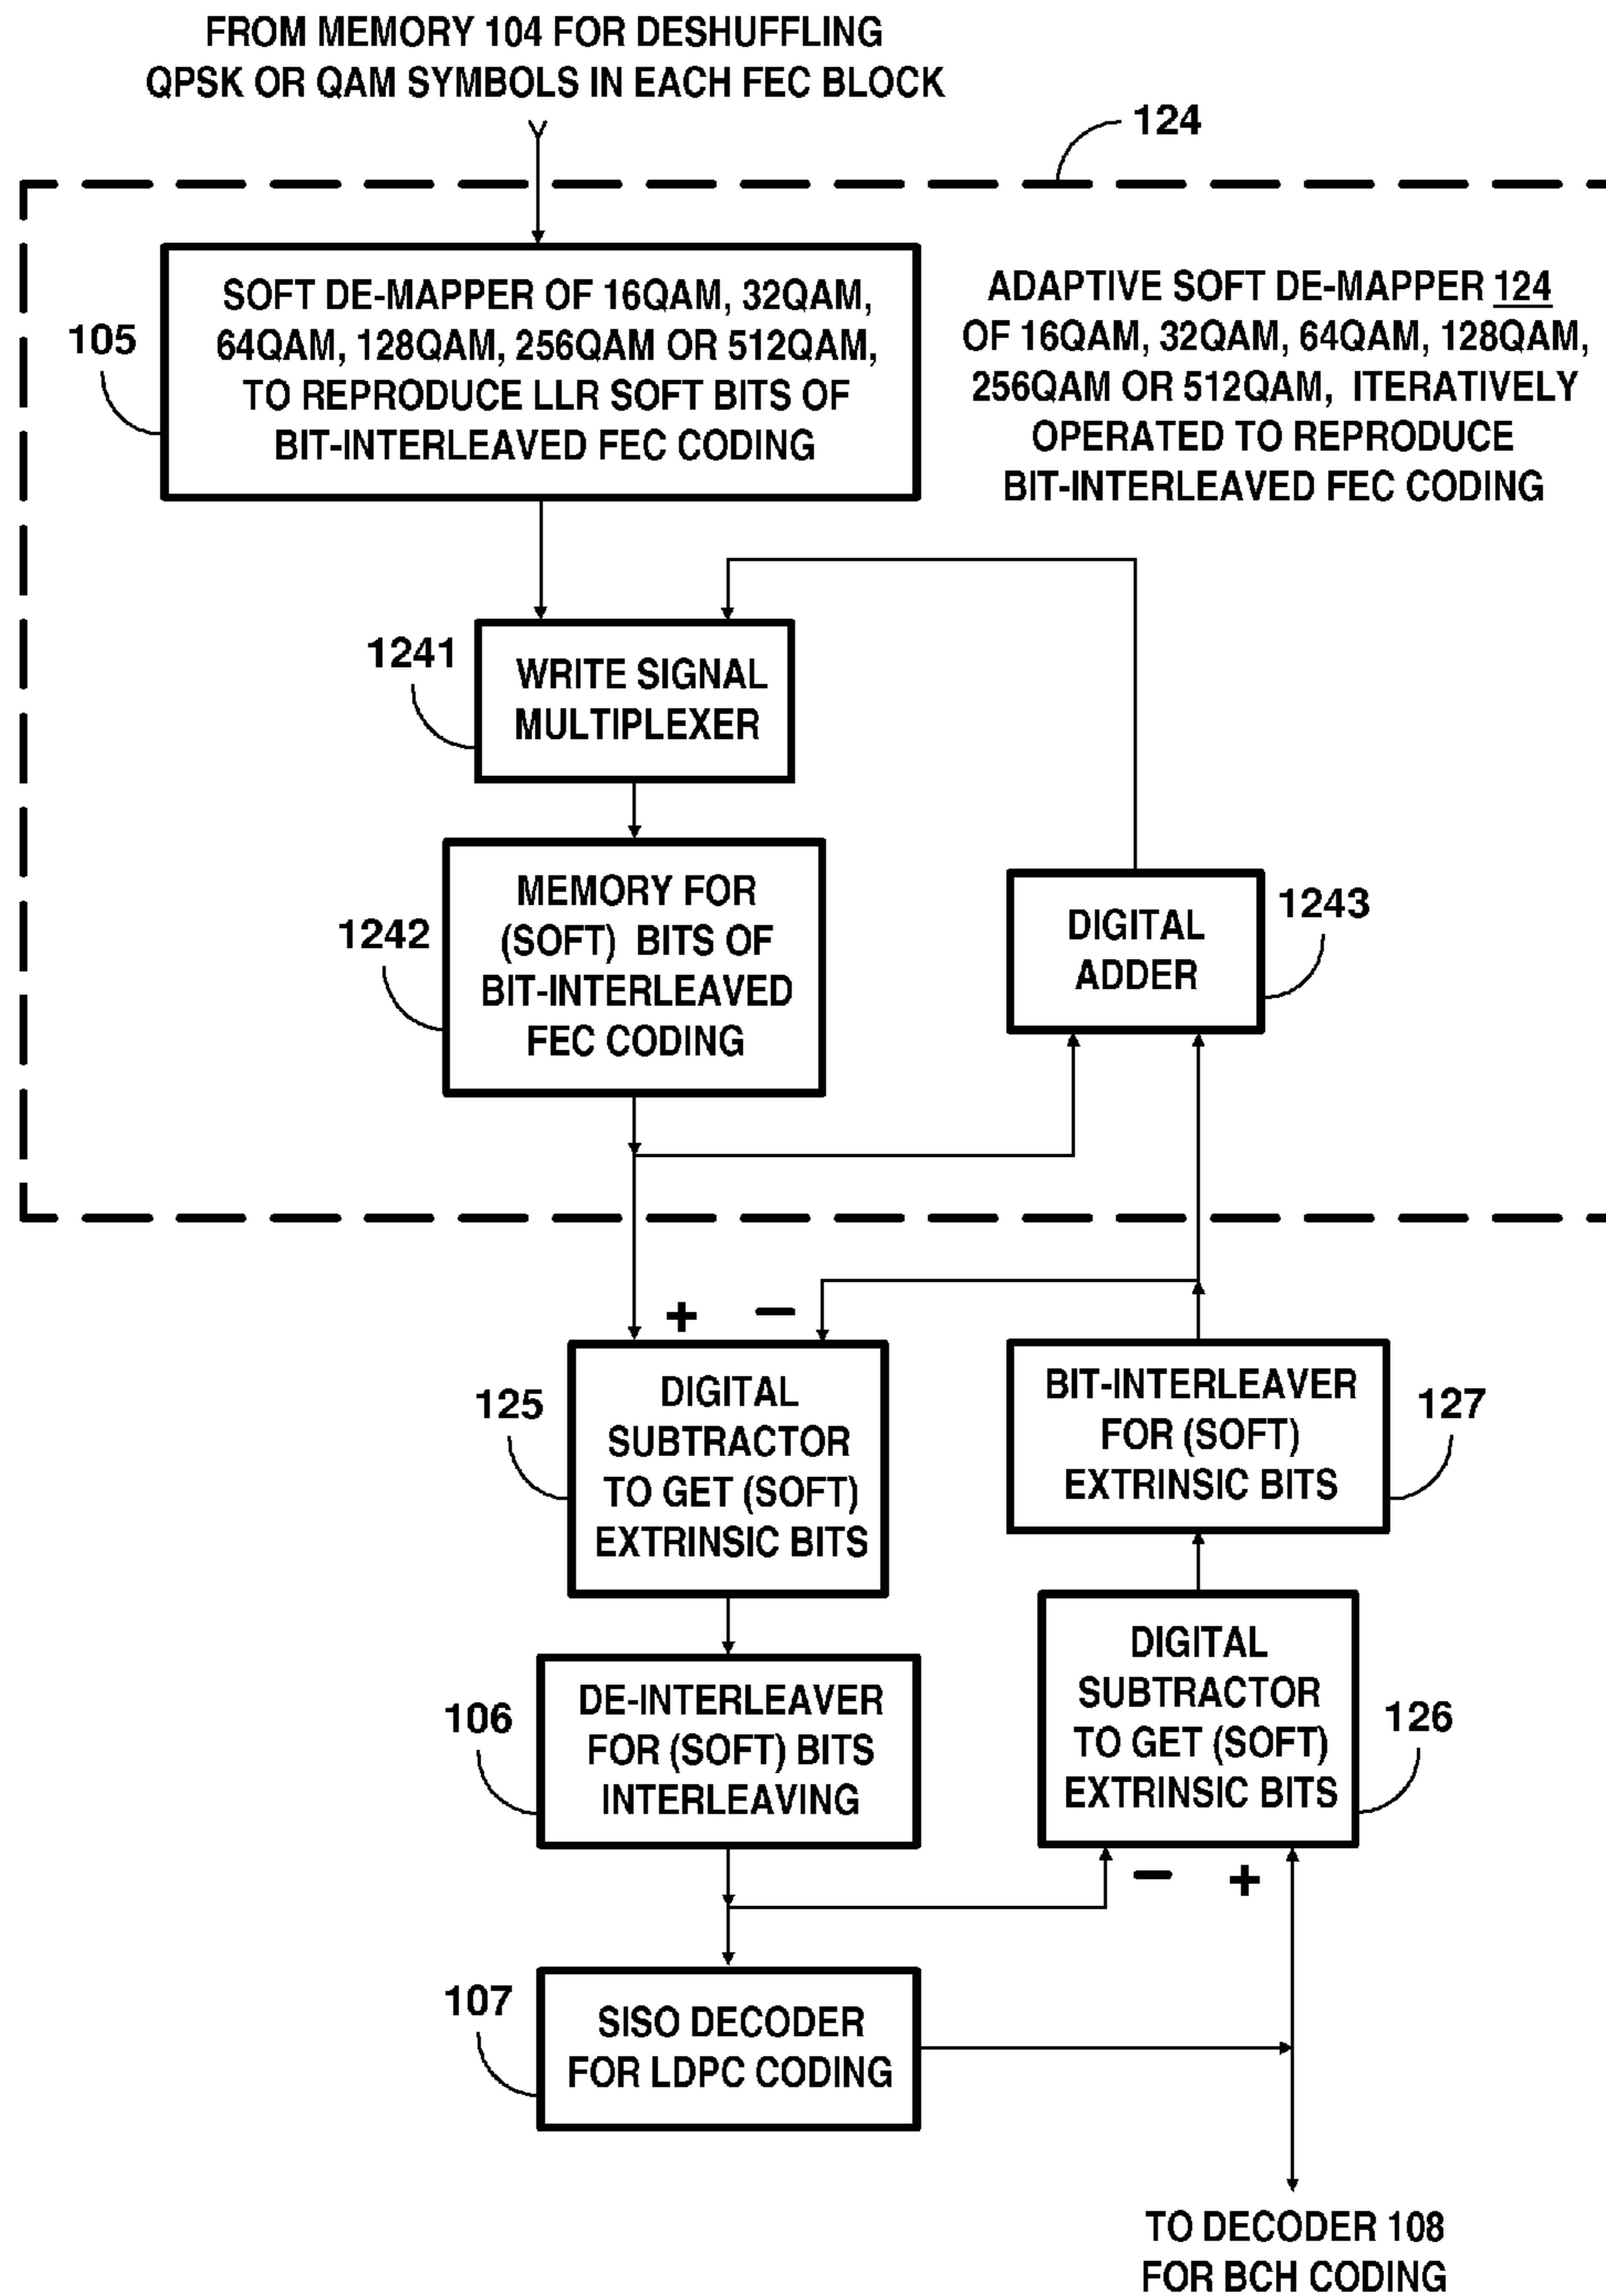 FROM MEMORY 104 FOR DESHUFFLING
QPSK OR QAM SYMBOLS IN EACH FEC BLOCK
124
SOFT DE-MAPPER OF 16QAM, 32QAM,
64QAM, 128QAM, 256QAM OR 512QAM,
TO REPRODUCE LLR SOFT BITS OF
BIT-INTERLEAVED FEC CODING
105
ADAPTIVE SOFT DE-MAPPER 124
OF 16QAM, 32QAM, 64QAM, 128QAM,
256QAM OR 512QAM, ITERATIVELY
OPERATED TO REPRODUCE
BIT-INTERLEAVED FEC CODING
1241
WRITE SIGNAL
MULTIPLEXER
1242
MEMORY FOR
(SOFT) BITS OF
BIT-INTERLEAVED
FEC CODING
DIGITAL
ADDER
1243
+ −
125
DIGITAL
SUBTRACTOR
TO GET (SOFT)
EXTRINSIC BITS
BIT-INTERLEAVER
FOR (SOFT)
EXTRINSIC BITS
127
106
DE-INTERLEAVER
FOR (SOFT) BITS
INTERLEAVING
DIGITAL
SUBTRACTOR
TO GET (SOFT)
EXTRINSIC BITS
126
− +
107
SISO DECODER
FOR LDPC CODING
TO DECODER 108
FOR BCH CODING